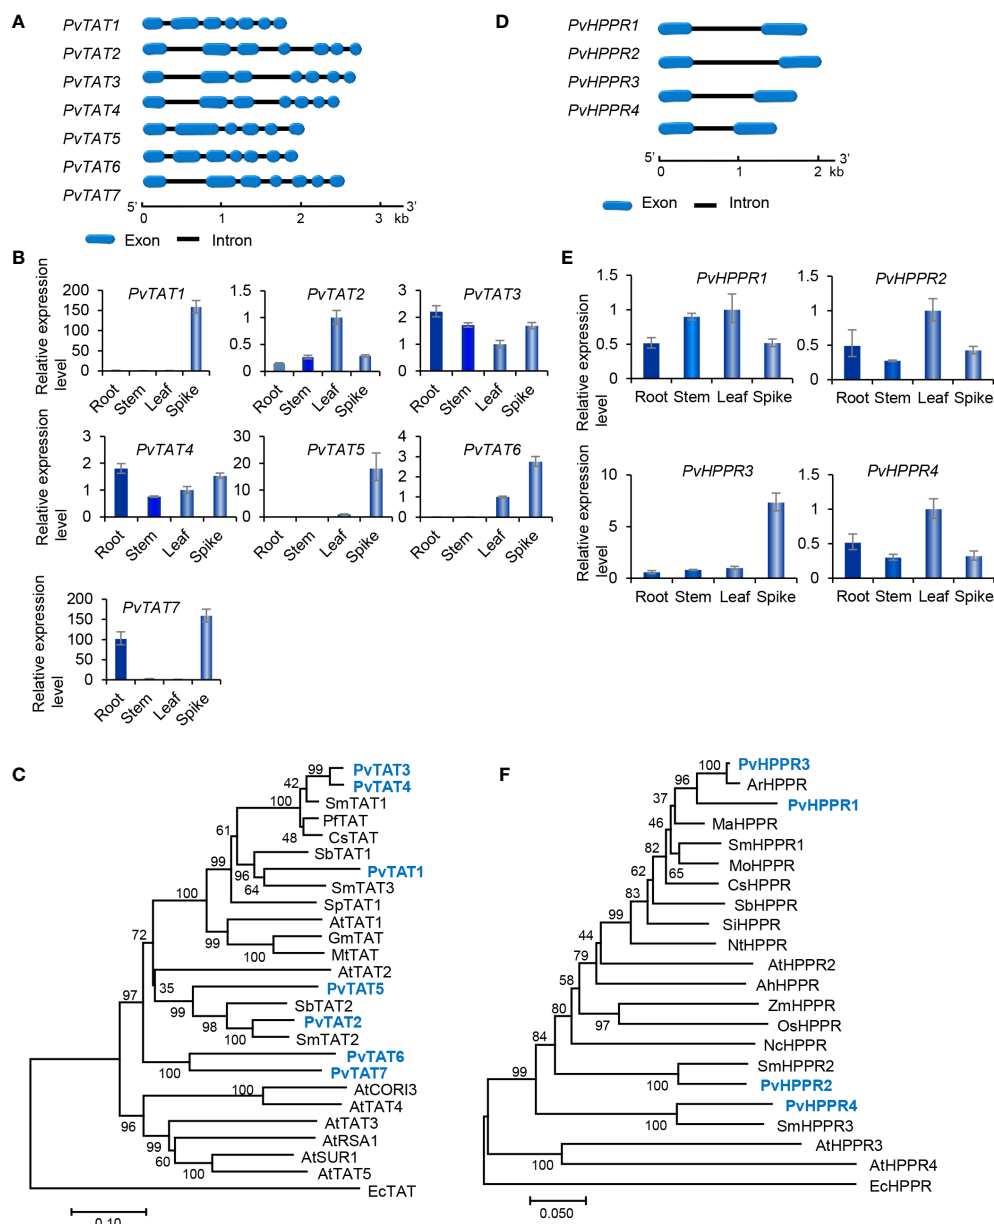 A
PvTAT1
PvTAT2
PvTAT3
PvTAT4
PvTAT5
PvTAT6
PvTAT7
5’ 3’
0 1 2 3 kb
Exon Intron
D
PvHPPR1
PvHPPR2
PvHPPR3
PvHPPR4
5’ 3’
0 1 2 kb
Exon Intron
B
Relative expression level
PvTAT1
200
150
100
50
0
Root Stem Leaf Spike
PvTAT2
1.5
1
0.5
0
Root Stem Leaf Spike
PvTAT3
3
2
1
0
Root Stem Leaf Spike
Relative expression level
PvTAT4
3
2
1
0
Root Stem Leaf Spike
PvTAT5
30
20
10
0
Root Stem Leaf Spike
PvTAT6
4
3
2
1
0
Root Stem Leaf Spike
Relative expression level
PvTAT7
200
150
100
50
0
Root Stem Leaf Spike
E
Relative expression level
PvHPPR1
1.5
1
0.5
0
Root Stem Leaf Spike
PvHPPR2
1.5
1
0.5
0
Root Stem Leaf Spike
Relative expression level
PvHPPR3
10
5
0
Root Stem Leaf Spike
PvHPPR4
1.5
1
0.5
0
Root Stem Leaf Spike
C
99 PvTAT3
42 PvTAT4
100 SmTAT1
PfTAT
48 CsTAT
61 SbTAT1
PvTAT1
96
64 SmTAT3
99 SpTAT1
100 AtTAT1
99 GmTAT
100 MtTAT
72 AtTAT2
35 PvTAT5
99 SbTAT2
98 PvTAT2
100 SmTAT2
97 PvTAT6
100 PvTAT7
100 AtCORI3
AtTAT4
96 AtTAT3
99 AtRSA1
60 AtSUR1
100 AtTAT5
EcTAT
0.10
F
100 PvHPPR3
96 ArHPPR
37 PvHPPR1
46 MaHPPR
82 SmHPPR1
65 MoHPPR
62 CsHPPR
83 SbHPPR
99 SiHPPR
44 NtHPPR
79 AtHPPR2
58 AhHPPR
80 ZmHPPR
97 OsHPPR
84 NcHPPR
99 SmHPPR2
100 PvHPPR2
PvHPPR4
100 SmHPPR3
AtHPPR3
100 AtHPPR4
EcHPPR
0.050